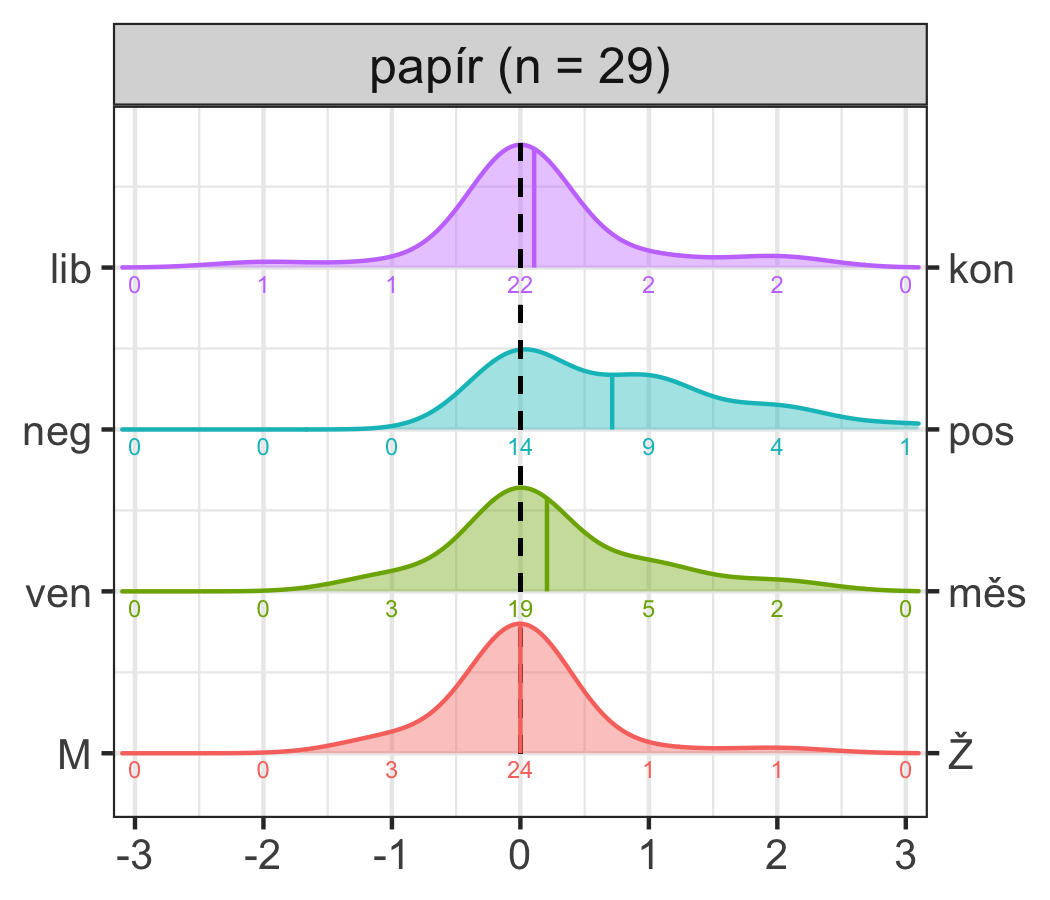 papír (n = 29)
lib kon
0 1 1 22 2 2 0
neg pos
0 0 0 14 9 4 1
ven měs
0 0 3 19 5 2 0
M Ž
0 0 3 24 1 1 0
-3 -2 -1 0 1 2 3